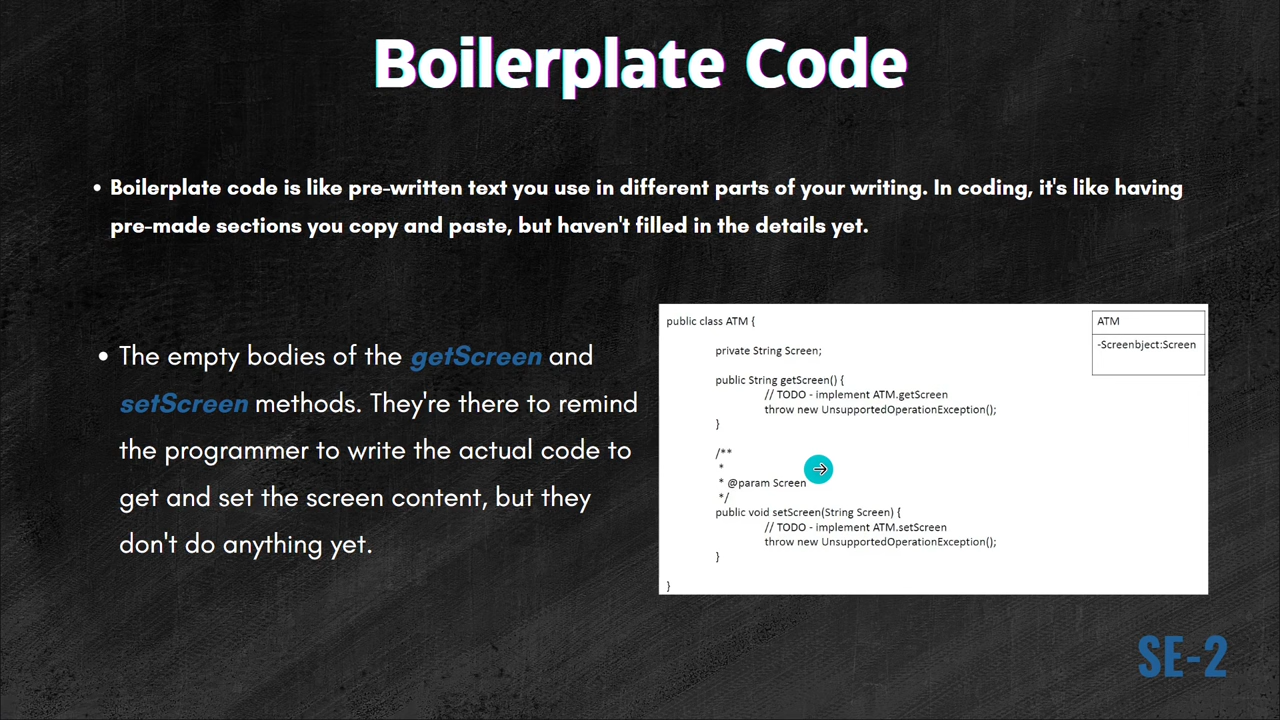 Boilerplate Code
• Boilerplate code is like pre-written text you use in different parts of your writing. In coding, it's like having
pre-made sections you copy and paste, but haven't filled in the details yet.
• The empty bodies of the getScreen and
setScreen methods. They're there to remind
the programmer to write the actual code to
get and set the screen content, but they
don't do anything yet.
public class ATM {
private String Screen;
public String getScreen() {
// TODO - implement ATM.getScreen
throw new UnsupportedOperationException();
}
/**
*
* @param Screen
*/
public void setScreen(String Screen) {
// TODO - implement ATM.setScreen
throw new UnsupportedOperationException();
}
}
ATM
-Screenbject:Screen
SE-2